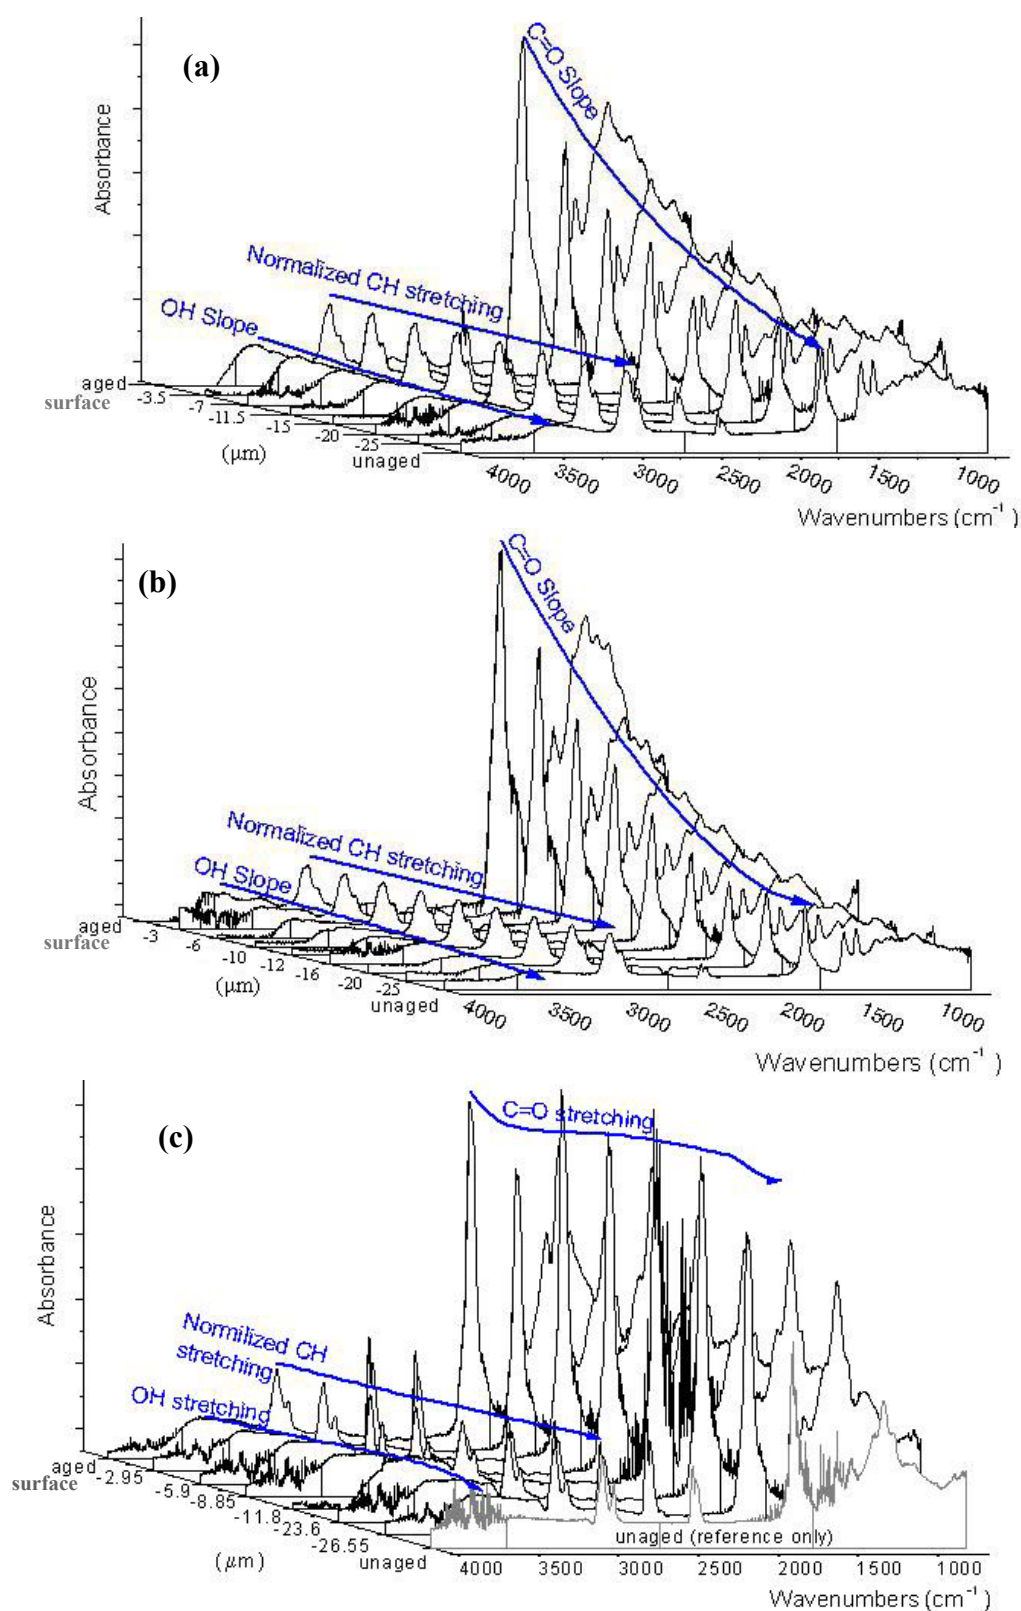 (a)
C=O Slope
Absorbance
Normalized CH stretching
OH Slope
aged
surface
-3.5
-7
-11.5
-15
-20
-25
unaged
(μm)
4000
3500
3000
2500
2000
1500
1000
Wavenumbers (cm⁻¹)
(b)
C=O Slope
Absorbance
Normalized CH stretching
OH Slope
aged
surface
-3
-6
-10
-12
-16
-20
-25
unaged
(μm)
4000
3500
3000
2500
2000
1500
1000
Wavenumbers (cm⁻¹)
(c)
C=O stretching
Absorbance
Normilized CH
stretching
OH stretching
aged
surface
-2.95
-5.9
-8.85
-11.8
-23.6
-26.55
unaged
(μm)
unaged (reference only)
4000
3500
3000
2500
2000
1500
1000
Wavenumbers (cm⁻¹)